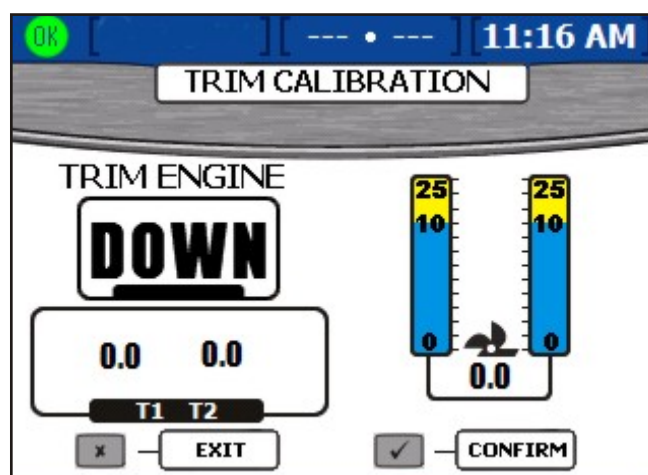 OK [ ] [ --- • --- ] [ 11:16 AM ]
TRIM CALIBRATION
TRIM ENGINE
DOWN
0.0 0.0
T1 T2
25 25
10 10
0 0
0.0
x EXIT
✓ CONFIRM